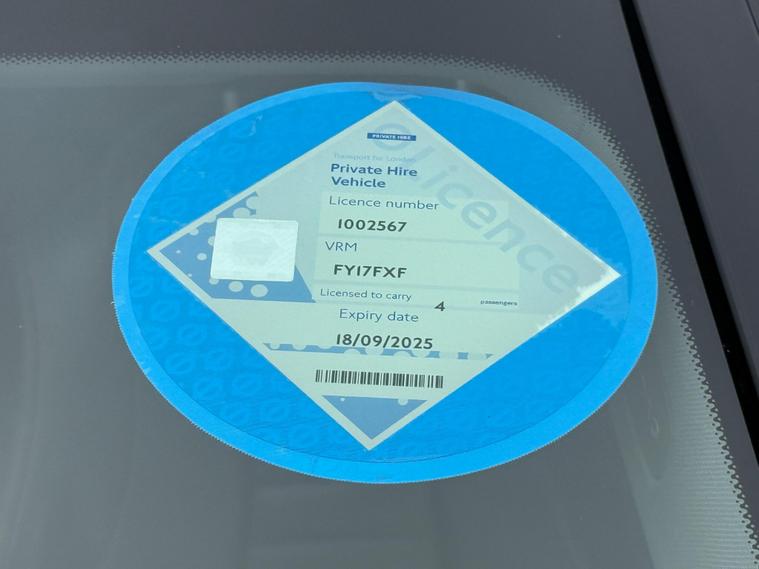 PRIVATE HIRE
Transport for London
Licence
Private Hire
Vehicle
Licence number
1002567
VRM
FY17FXF
Licensed to carry 4 passengers
Expiry date
18/09/2025